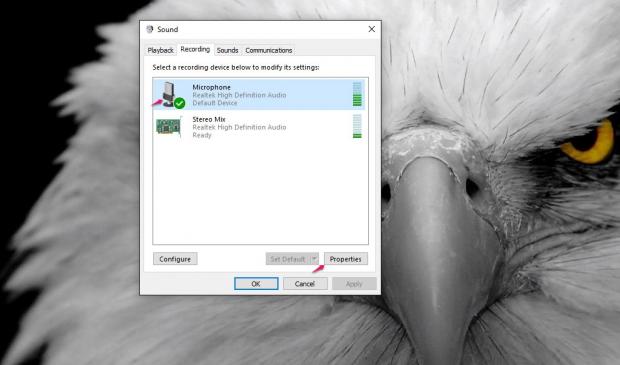 Sound
Playback Recording Sounds Communications
Select a recording device below to modify its settings:
Microphone
Realtek High Definition Audio
Default Device
Stereo Mix
Realtek High Definition Audio
Ready
Configure Set Default Properties
OK Cancel Apply